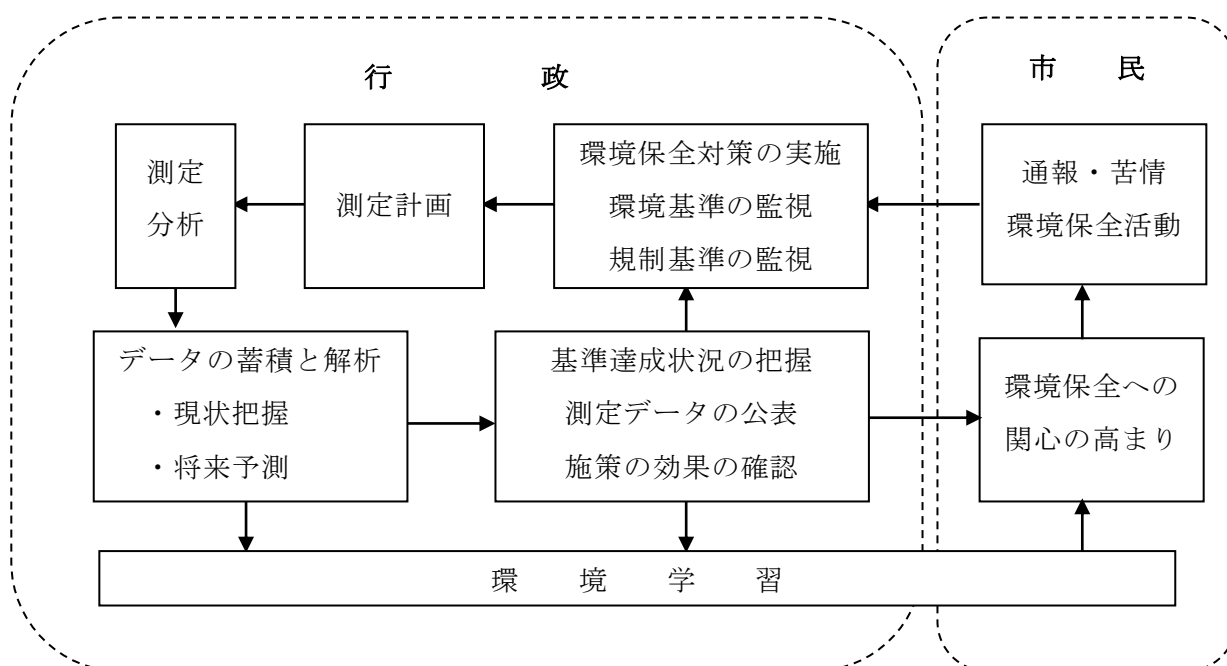 行　　政
市　民
測定
分析
測定計画
環境保全対策の実施
環境基準の監視
規制基準の監視
通報・苦情
環境保全活動
データの蓄積と解析
・現状把握
・将来予測
基準達成状況の把握
測定データの公表
施策の効果の確認
環境保全への
関心の高まり
環　境　学　習